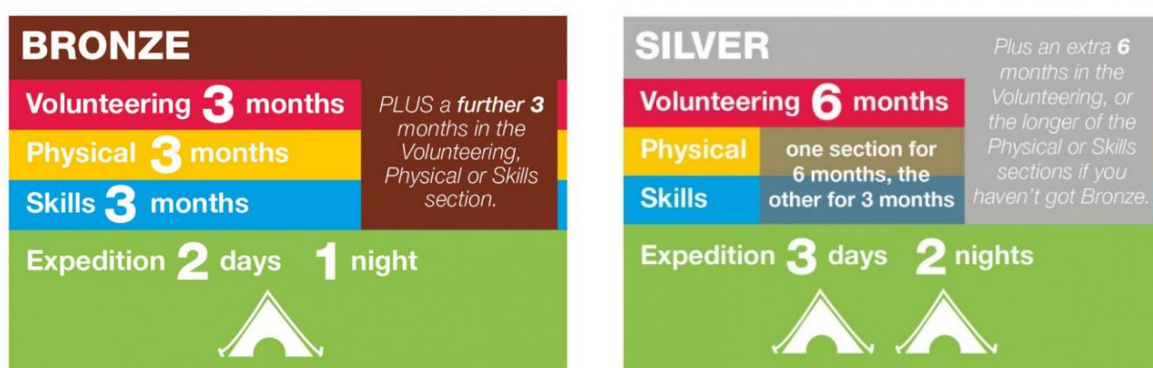 BRONZE
Volunteering 3 months
Physical 3 months
Skills 3 months
PLUS a further 3
months in the
Volunteering,
Physical or Skills
section.
Expedition 2 days 1 night
SILVER
Volunteering 6 months
Physical
Skills
one section for
6 months, the
other for 3 months
Plus an extra 6
months in the
Volunteering, or
the longer of the
Physical or Skills
sections if you
haven't got Bronze.
Expedition 3 days 2 nights